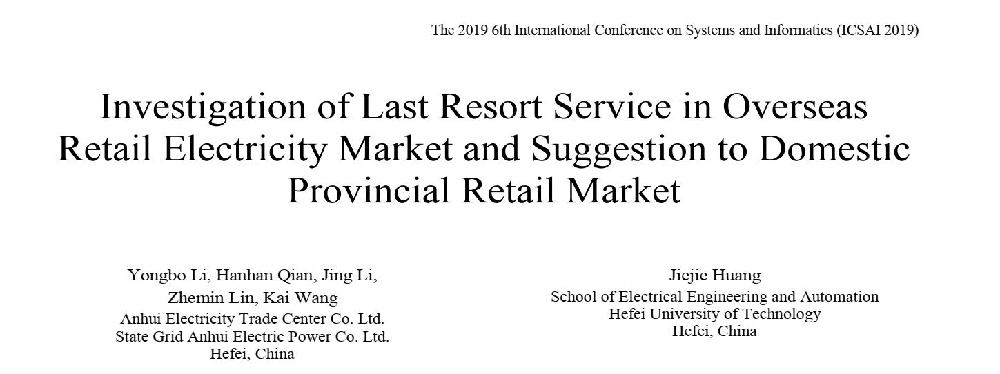 The 2019 6th International Conference on Systems and Informatics (ICSAI 2019)
Investigation of Last Resort Service in Overseas
Retail Electricity Market and Suggestion to Domestic
Provincial Retail Market
Yongbo Li, Hanhan Qian, Jing Li,
Zhemin Lin, Kai Wang
Anhui Electricity Trade Center Co. Ltd.
State Grid Anhui Electric Power Co. Ltd.
Hefei, China
Jiejie Huang
School of Electrical Engineering and Automation
Hefei University of Technology
Hefei, China